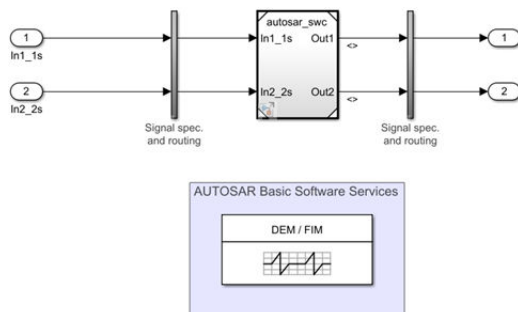 autosar_swc
1
In1_1s
In1_1s
Out1
<>
1
2
In2_2s
In2_2s
Out2
<>
2
Signal spec.
and routing
Signal spec.
and routing
AUTOSAR Basic Software Services
DEM / FIM